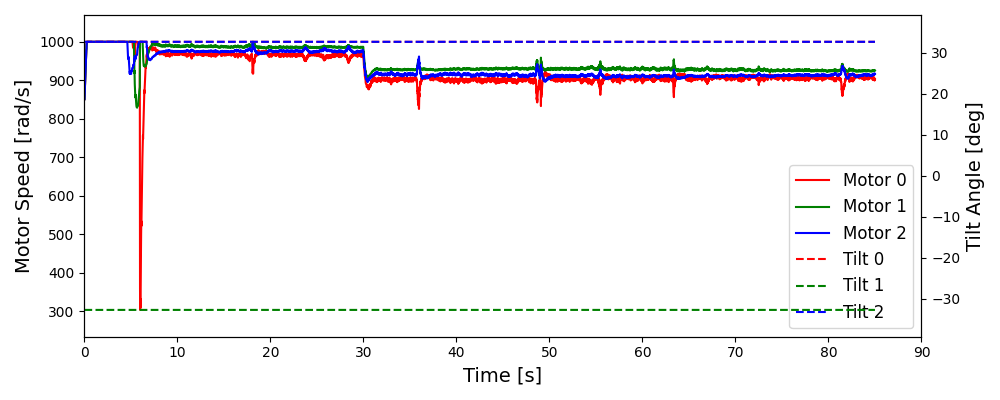 1000
900
800
700
600
500
400
300
Motor Speed [rad/s]
30
20
10
0
−10
−20
−30
Tilt Angle [deg]
Motor 0
Motor 1
Motor 2
Tilt 0
Tilt 1
Tilt 2
0 10 20 30 40 50 60 70 80 90
Time [s]